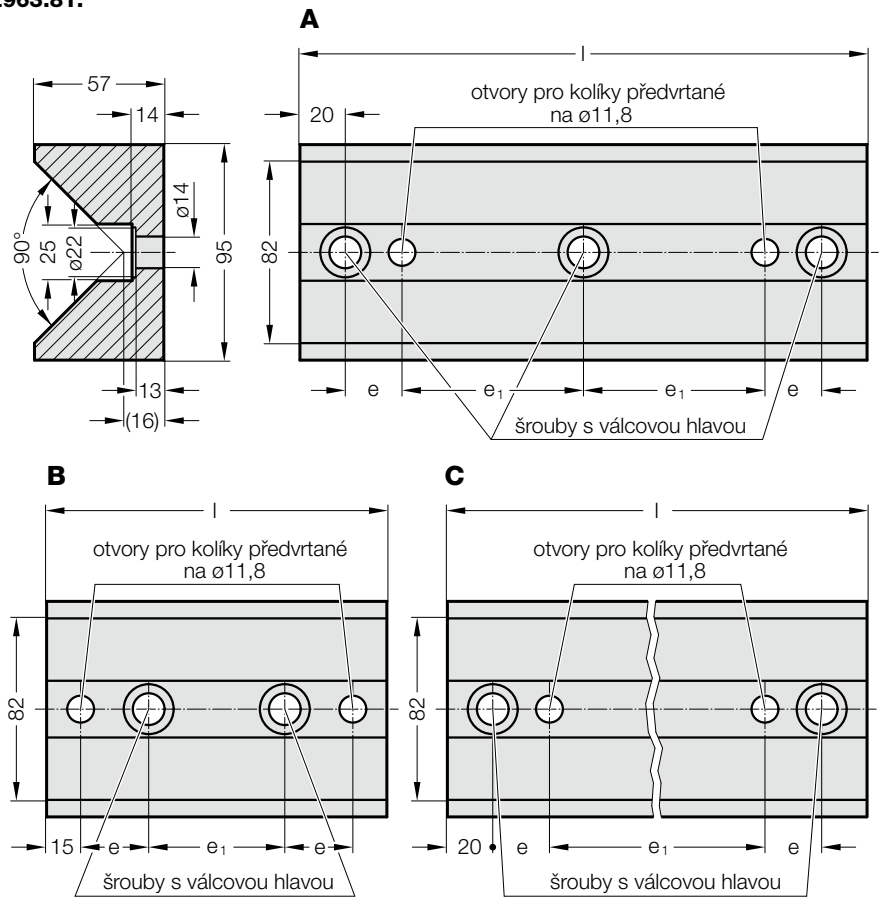 .963.81.
A
l
57
14
20
otvory pro kolíky předvrtané
na ø11,8
90°
25
ø22
ø14
95
82
13
(16)
e
e1
e1
e
šrouby s válcovou hlavou
B
l
otvory pro kolíky předvrtané
na ø11,8
82
15
e
e1
e
šrouby s válcovou hlavou
C
l
otvory pro kolíky předvrtané
na ø11,8
82
20
e
e1
e
šrouby s válcovou hlavou